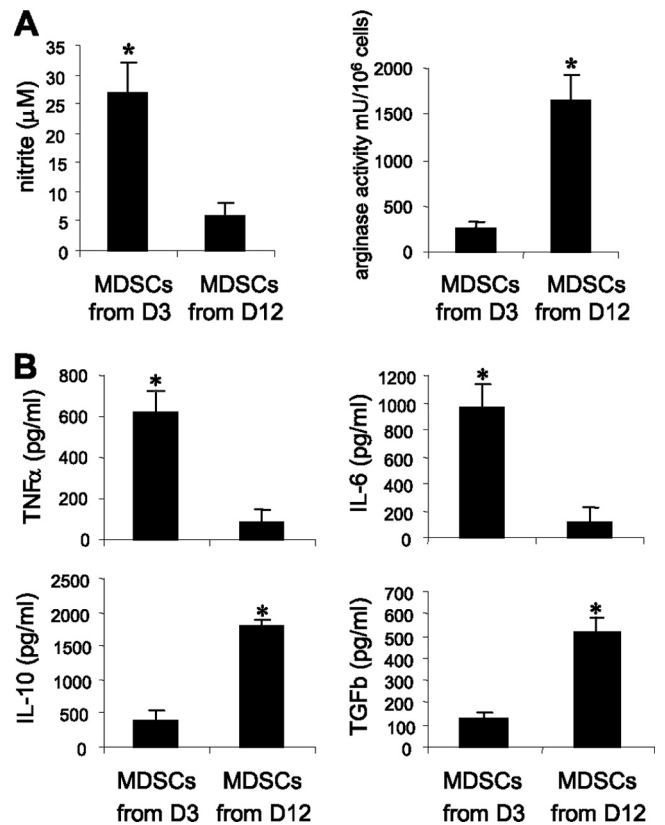 A
nitrite (μM)
35
30
25
20
15
10
5
0
*
MDSCs MDSCs
from D3 from D12
arginase activity mU/10⁶ cells)
2000
1500
1000
500
0
*
MDSCs MDSCs
from D3 from D12
B
TNFα (pg/ml)
800
600
400
200
0
*
IL-6 (pg/ml)
1200
1000
800
600
400
200
0
*
IL-10 (pg/ml)
2500
2000
1500
1000
500
0
*
MDSCs MDSCs
from D3 from D12
TGFb (pg/ml)
700
600
500
400
300
200
100
0
*
MDSCs MDSCs
from D3 from D12